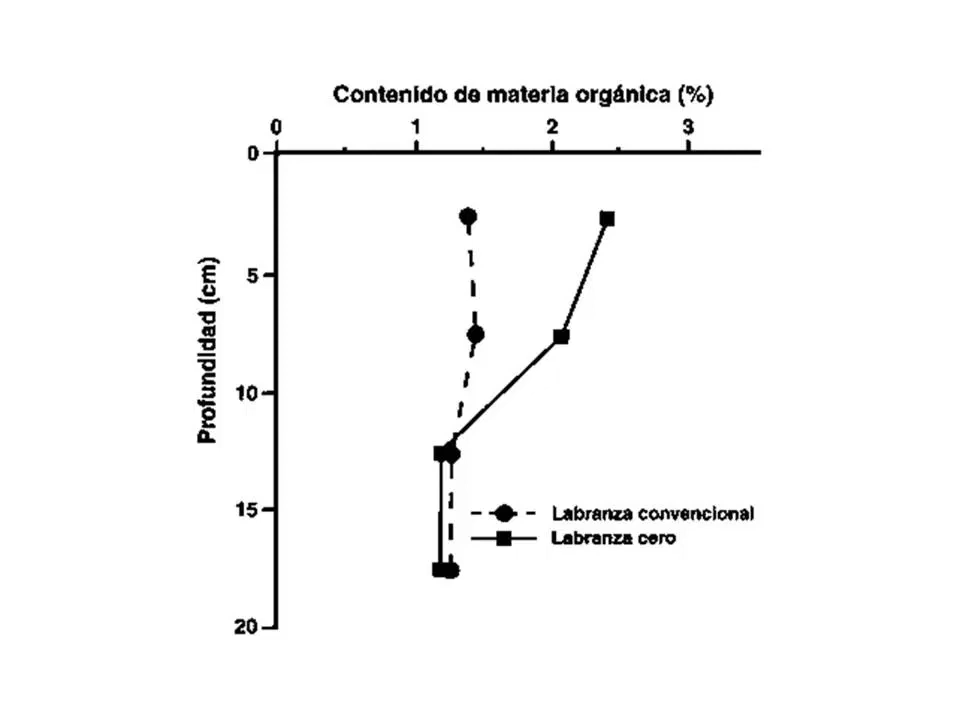 Contenido de materia orgánica (%)
0 1 2 3
0
5
10
15
20
Profundidad (cm)
Labranza convencional
Labranza cero